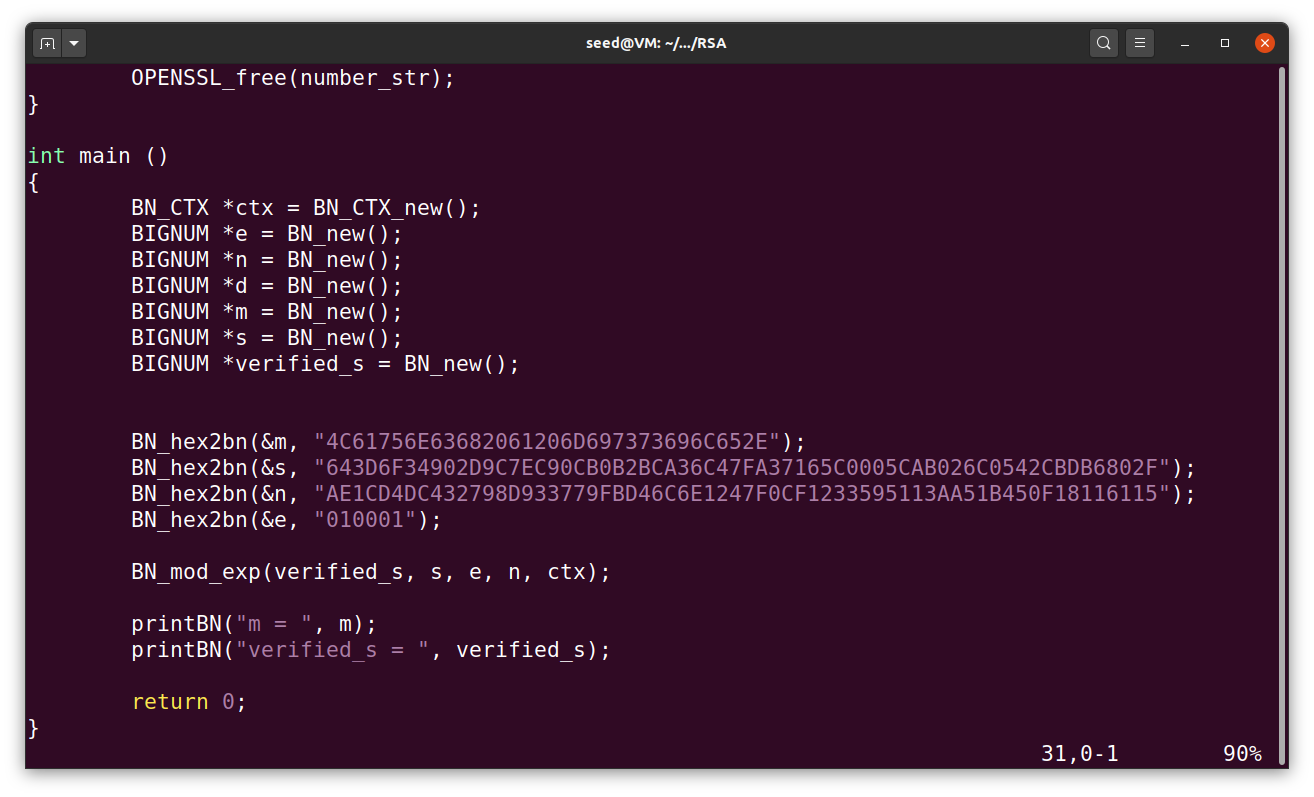 seed@VM: ~/.../RSA
OPENSSL_free(number_str);
}
int main ()
{
BN_CTX *ctx = BN_CTX_new();
BIGNUM *e = BN_new();
BIGNUM *n = BN_new();
BIGNUM *d = BN_new();
BIGNUM *m = BN_new();
BIGNUM *s = BN_new();
BIGNUM *verified_s = BN_new();
BN_hex2bn(&m, "4C61756E63682061206D697373696C652E");
BN_hex2bn(&s, "643D6F34902D9C7EC90CB0B2BCA36C47FA37165C0005CAB026C0542CBDB6802F");
BN_hex2bn(&n, "AE1CD4DC432798D933779FBD46C6E1247F0CF1233595113AA51B450F18116115");
BN_hex2bn(&e, "010001");
BN_mod_exp(verified_s, s, e, n, ctx);
printBN("m = ", m);
printBN("verified_s = ", verified_s);
return 0;
}
31,0-1 90%